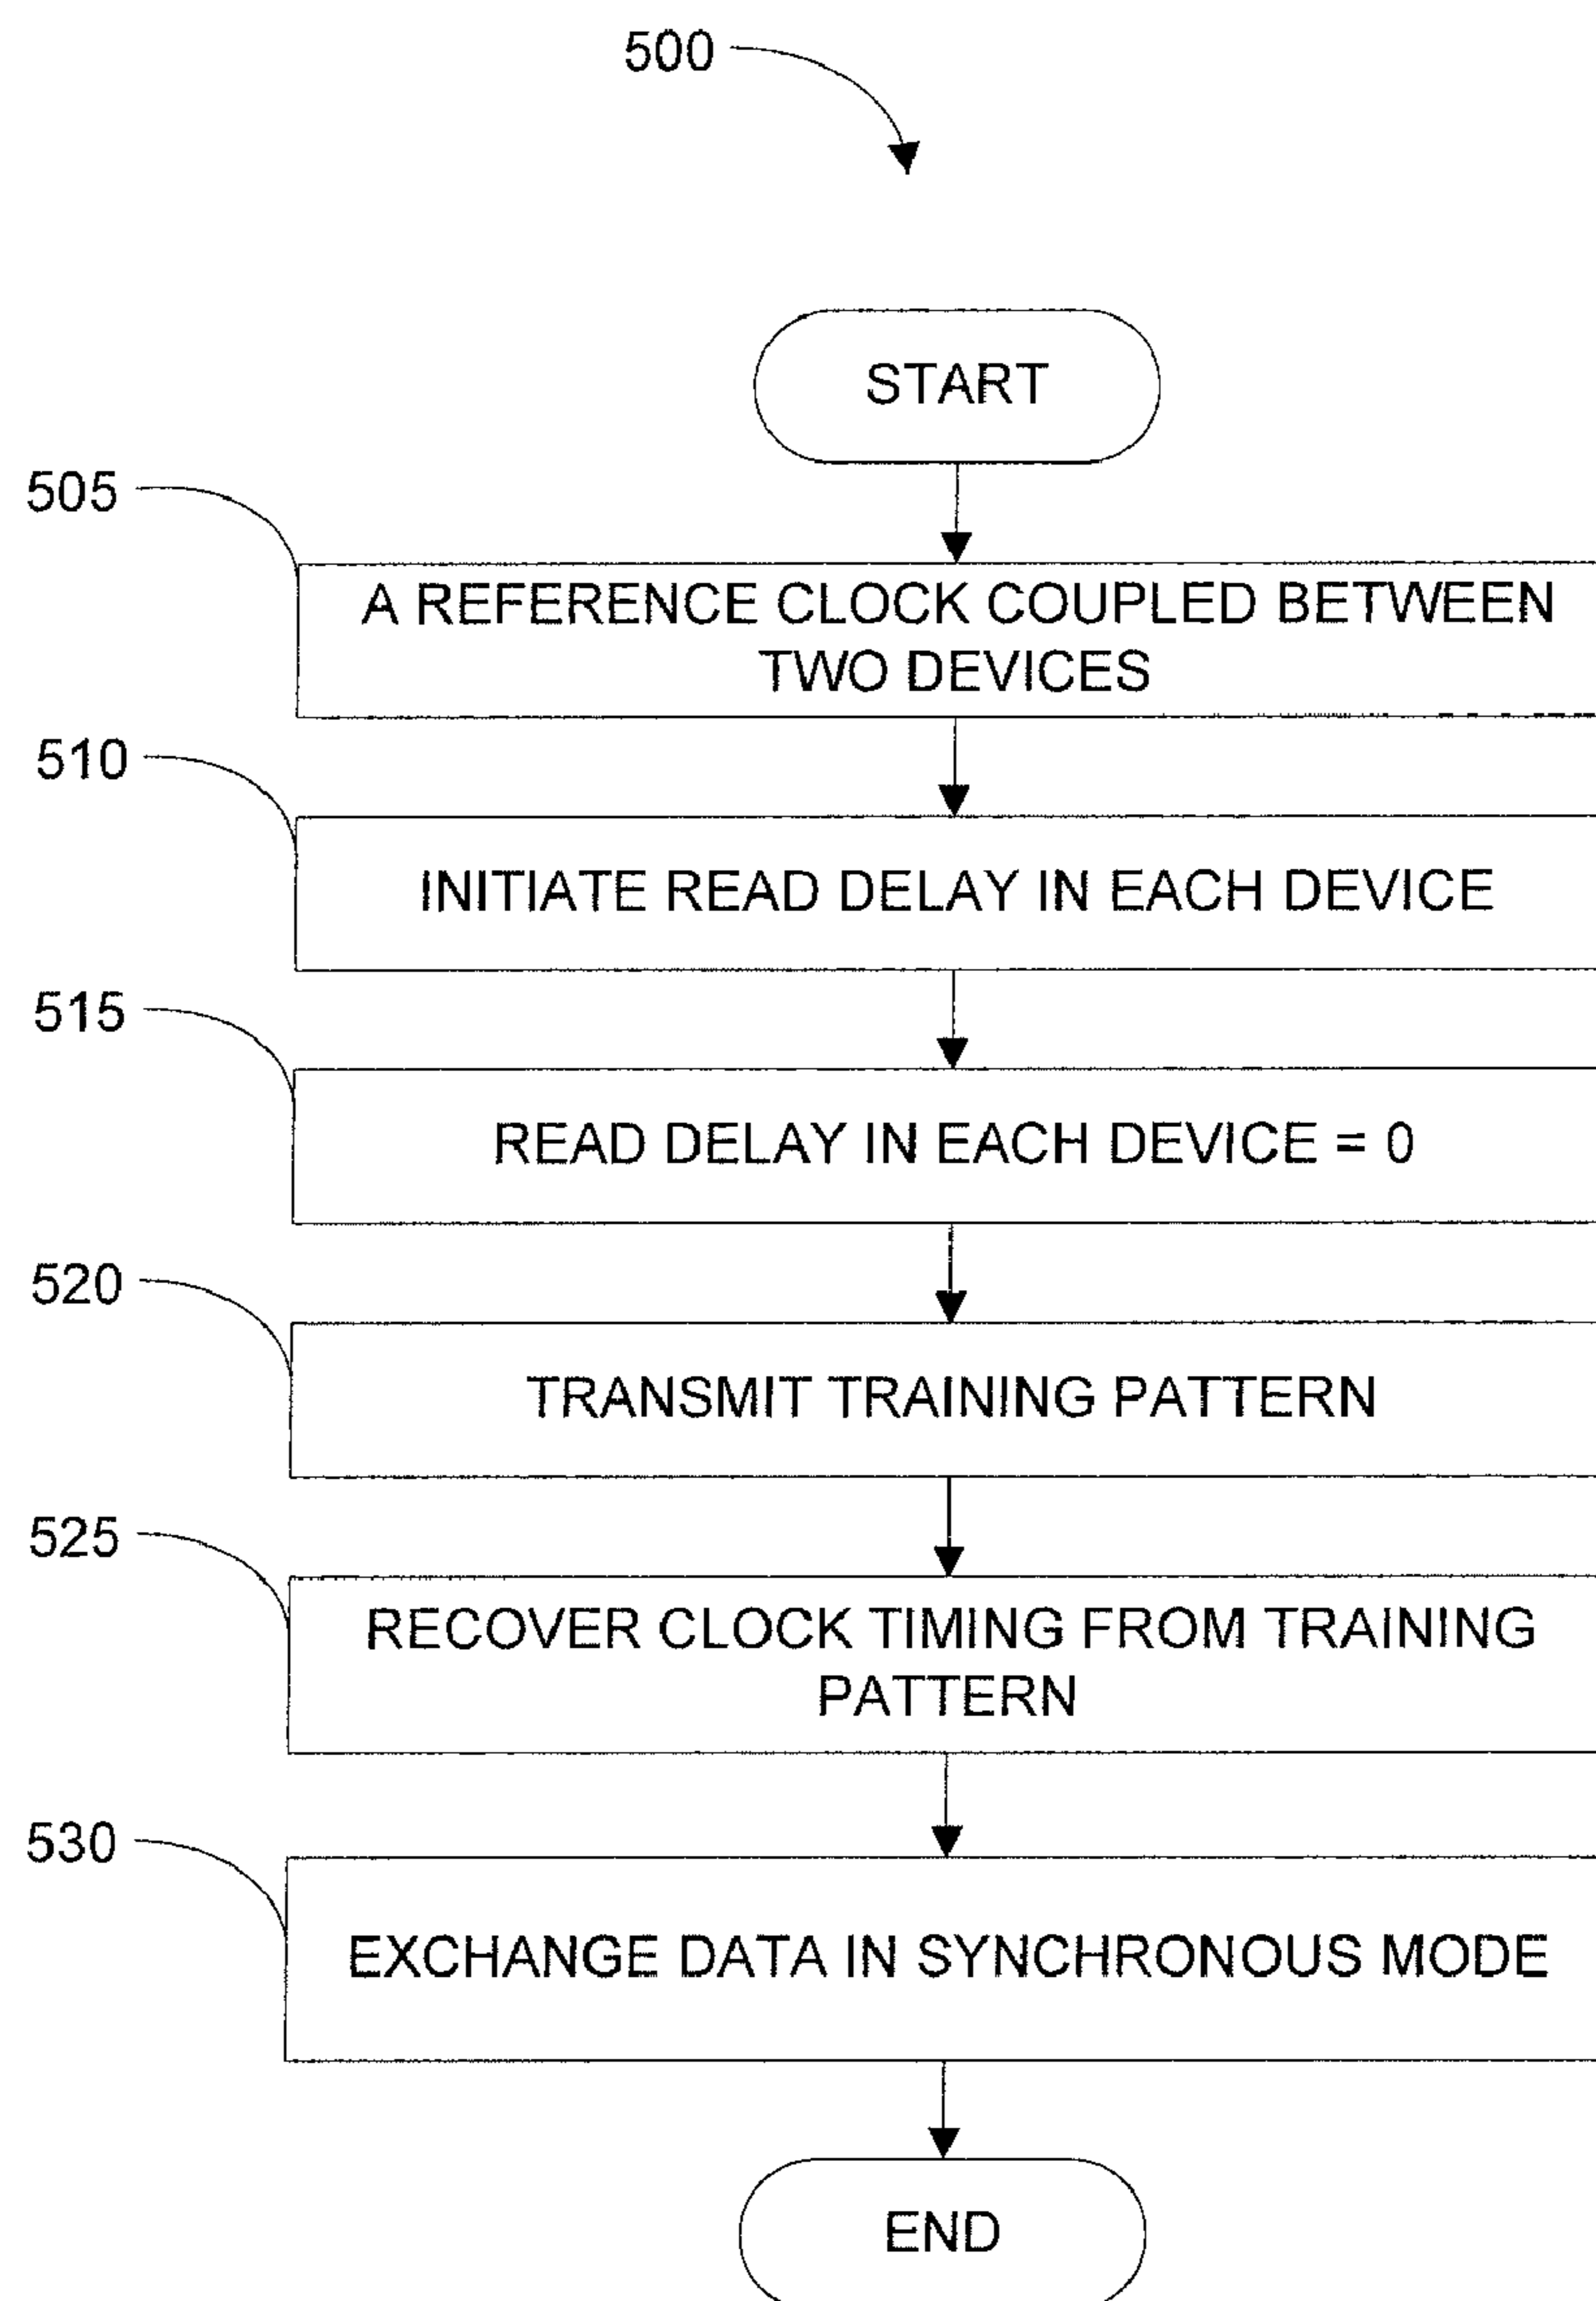 500
START
505
A REFERENCE CLOCK COUPLED BETWEEN
TWO DEVICES
510
INITIATE READ DELAY IN EACH DEVICE
515
READ DELAY IN EACH DEVICE = 0
520
TRANSMIT TRAINING PATTERN
525
RECOVER CLOCK TIMING FROM TRAINING
PATTERN
530
EXCHANGE DATA IN SYNCHRONOUS MODE
END